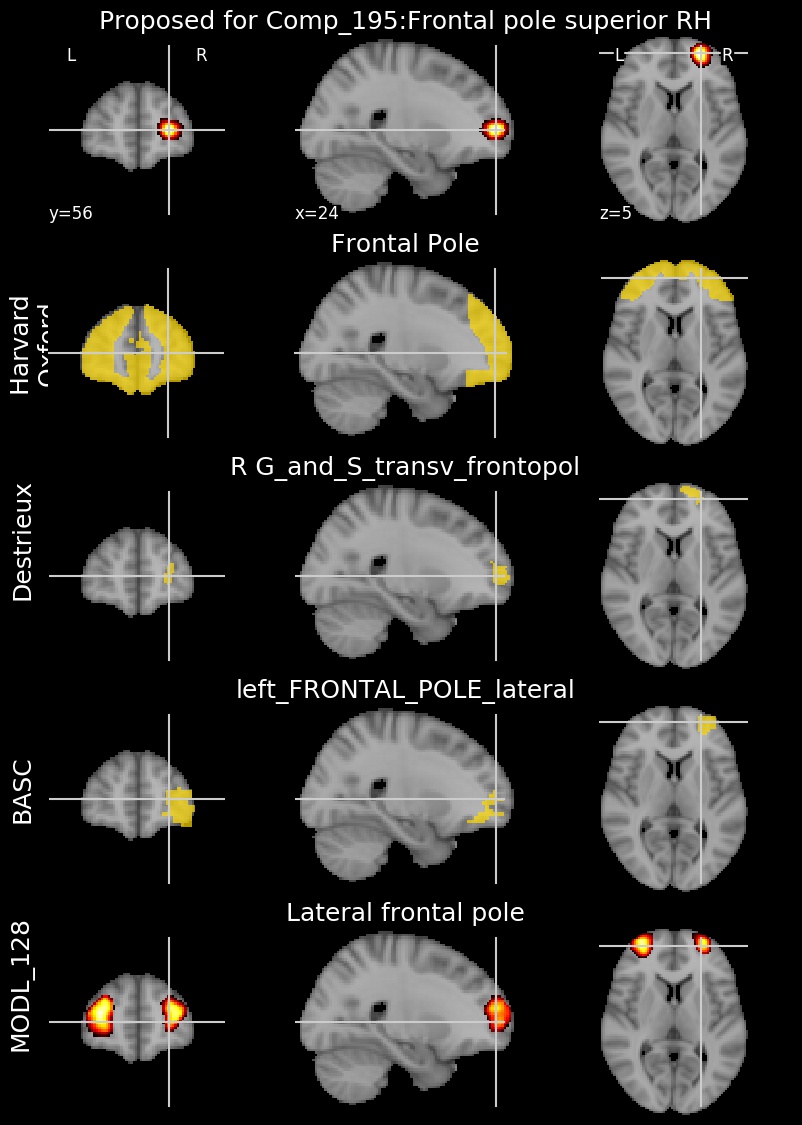 Proposed for Comp_195:Frontal pole superior RH
L
R
L
R
y=56
x=24
z=5
Frontal Pole
Harvard
Oxford
R G_and_S_transv_frontopol
Destrieux
left_FRONTAL_POLE_lateral
BASC
Lateral frontal pole
MODL_128